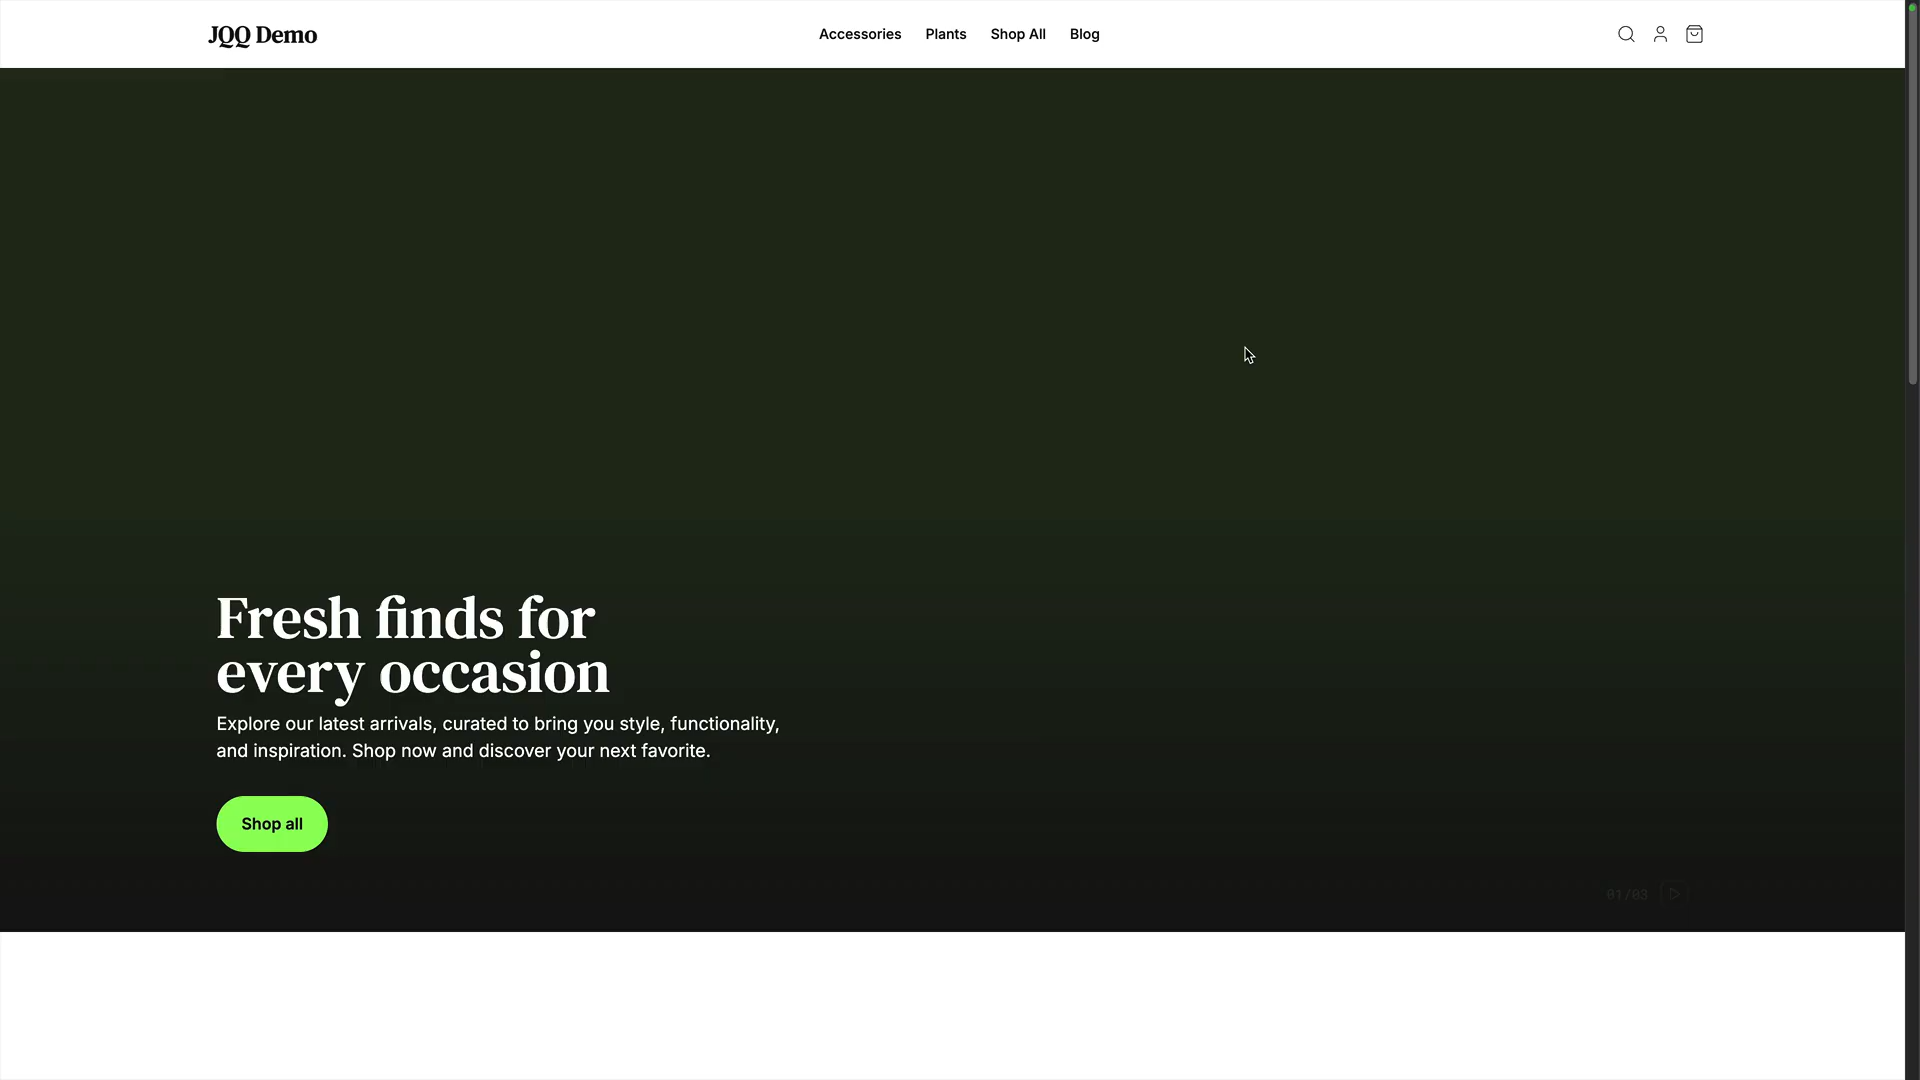 JQQ Demo
Accessories
Plants
Shop All
Blog
Fresh finds for
every occasion
Explore our latest arrivals, curated to bring you style, functionality,
and inspiration. Shop now and discover your next favorite.
Shop all
01/03